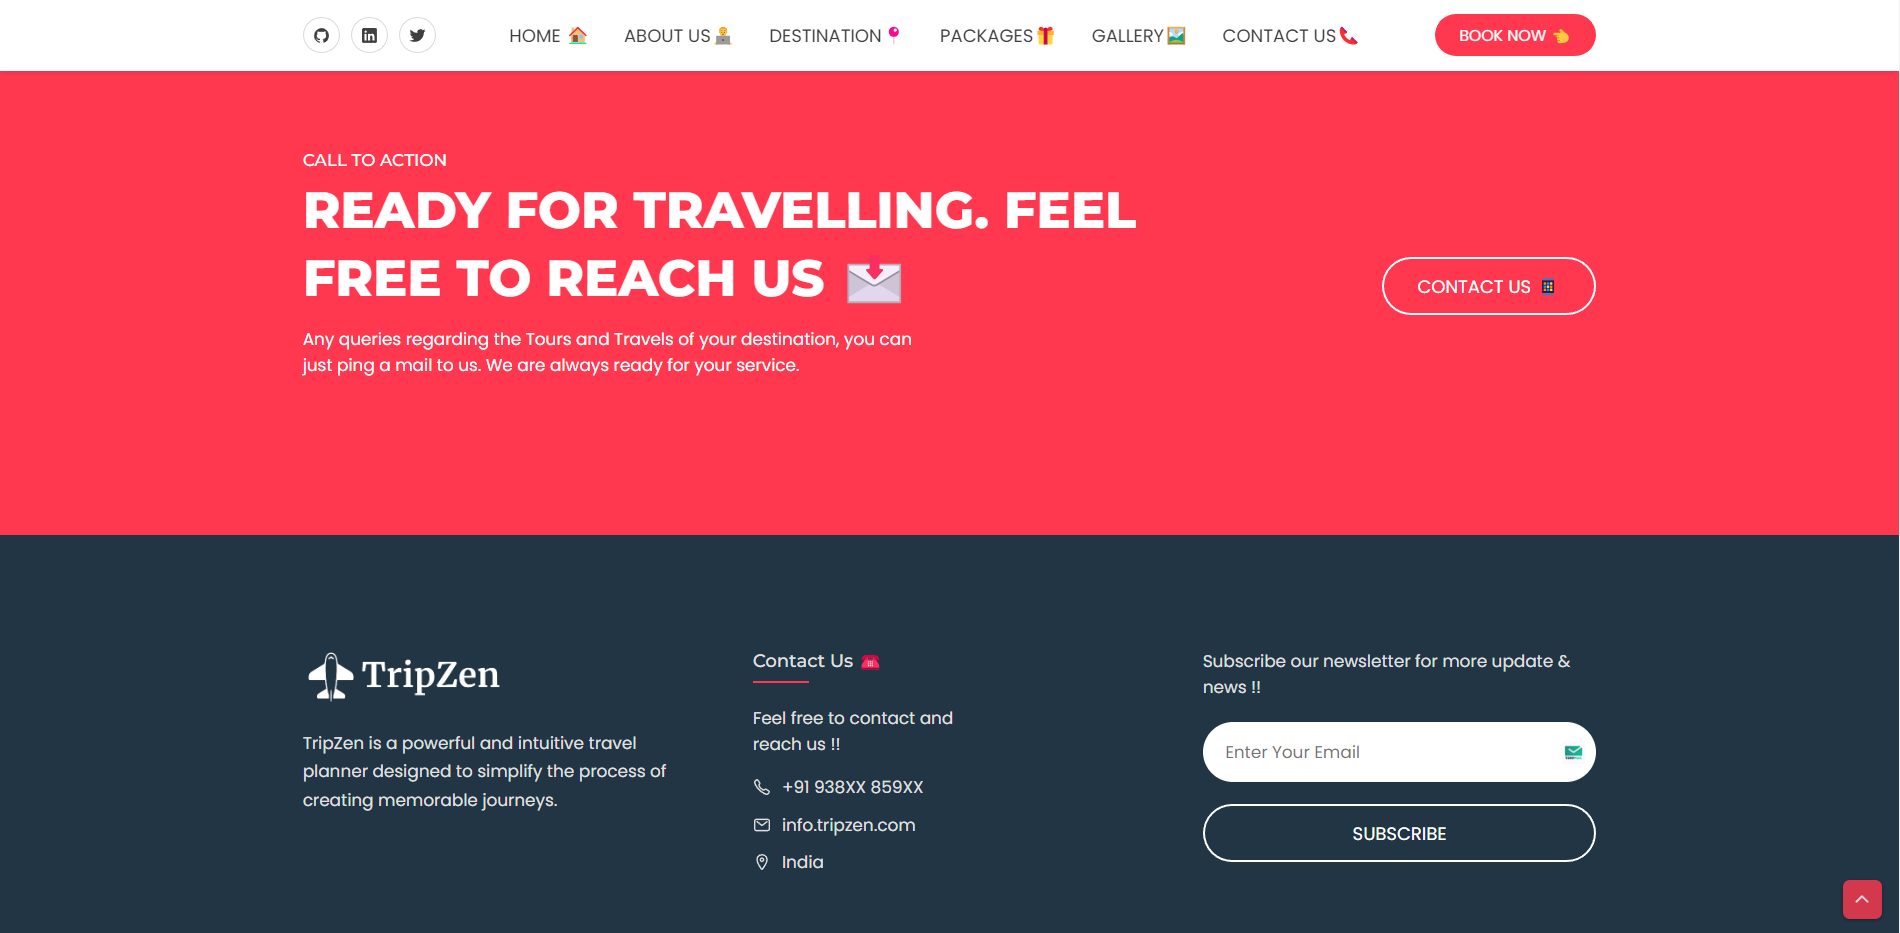 HOME 🏠 ABOUT US👨‍💻 DESTINATION📍 PACKAGES🎁 GALLERY🖼️ CONTACT US📞 BOOK NOW 👈
CALL TO ACTION
READY FOR TRAVELLING. FEEL
FREE TO REACH US 📩
CONTACT US 📱
Any queries regarding the Tours and Travels of your destination, you can
just ping a mail to us. We are always ready for your service.
TripZen
TripZen is a powerful and intuitive travel
planner designed to simplify the process of
creating memorable journeys.
Contact Us ☎️
Feel free to contact and
reach us !!
+91 938XX 859XX
info.tripzen.com
India
Subscribe our newsletter for more update &
news !!
Enter Your Email
SUBSCRIBE